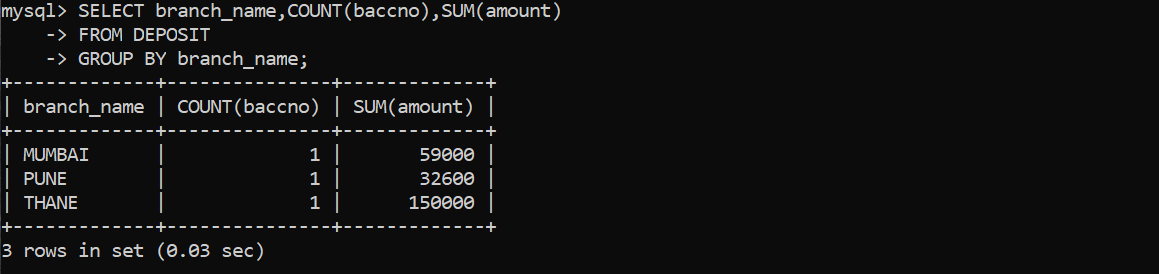 mysql> SELECT branch_name,COUNT(baccno),SUM(amount)
    -> FROM DEPOSIT
    -> GROUP BY branch_name;
+-------------+---------------+-------------+
| branch_name | COUNT(baccno) | SUM(amount) |
+-------------+---------------+-------------+
| MUMBAI      |             1 |       59000 |
| PUNE        |             1 |       32600 |
| THANE       |             1 |      150000 |
+-------------+---------------+-------------+
3 rows in set (0.03 sec)